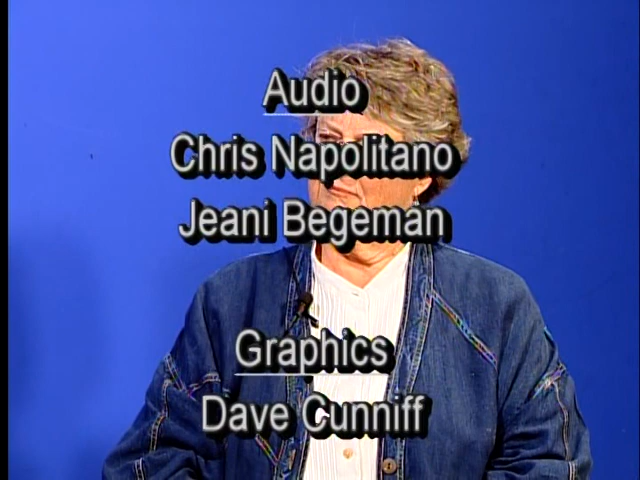 Audio
Chris Napolitano
Jeani Begeman
Graphics
Dave Cunniff